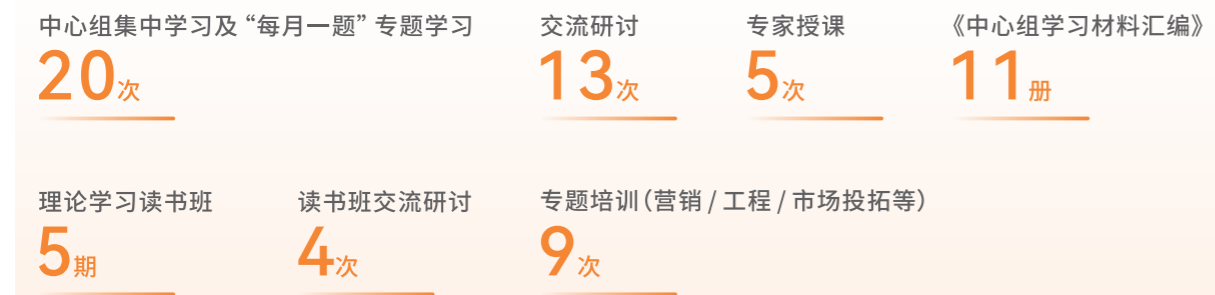 中心组集中学习及“每月一题”专题学习
20次
交流研讨
13次
专家授课
5次
《中心组学习材料汇编》
11册
理论学习读书班
5期
读书班交流研讨
4次
专题培训(营销/工程/市场投拓等)
9次